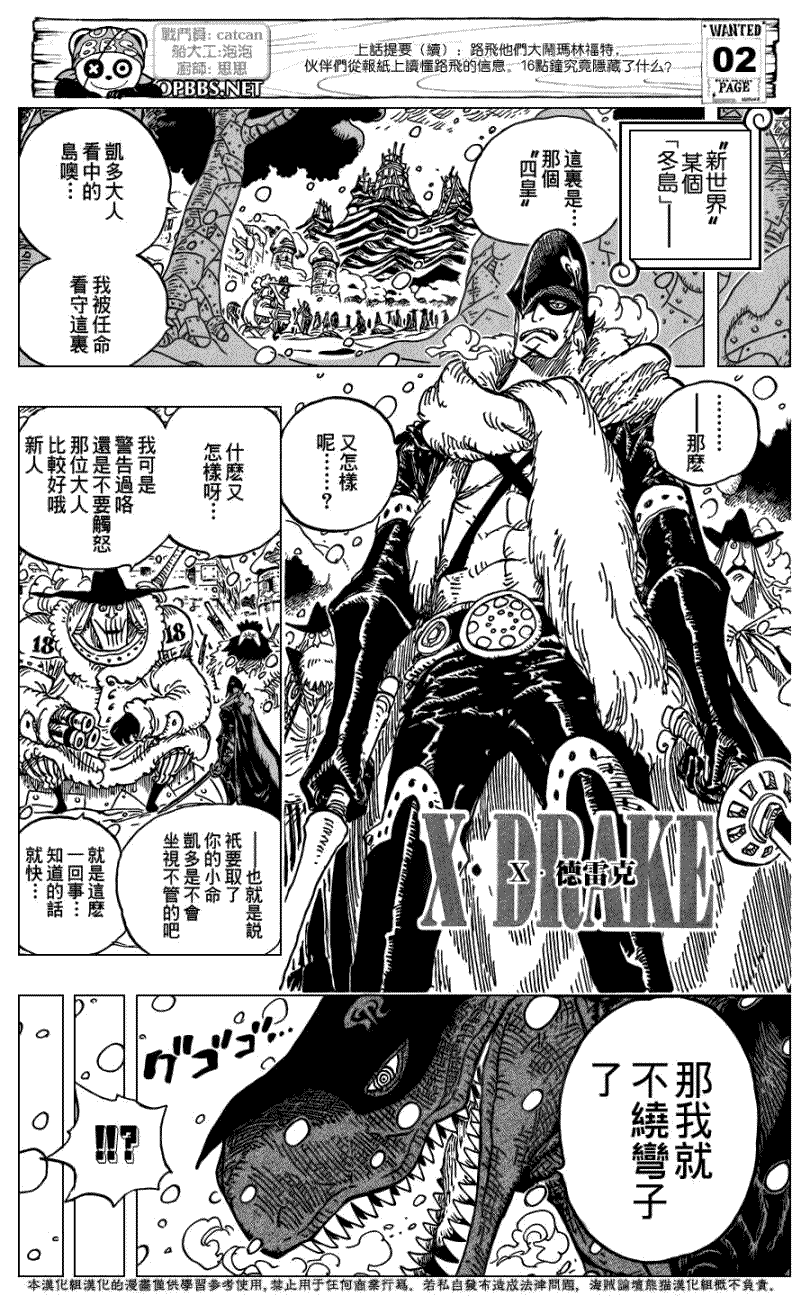 戰鬥員: catcan
船大工:泡泡
廚師: 思思
OPBBS.NET
上話提要（續）：路飛他們大鬧瑪林福特，
伙伴們從報紙上讀懂路飛的信息。16點鐘究竟隱藏了什么?
WANTED
02
PAGE
"新世界"
某個
「冬島」——
這裏是…
那個
"四皇"
凱多大人
看中的
島噢…
我被任命
看守這裏
………
——那麽
又怎樣
呢……？
什麽又
怎樣呀…
我可是
警告過咯
還是不要觸怒
那位大人
比較好哦
新人
18
18
X・DRAKE
X・德雷克
——也就是説
衹要取了
你的小命
凱多是不會
坐視不管的吧
就是這麽
一回事…
知道的話
就快…
グゴゴゴ…
那我就
不繞彎子
了
!!?
本漢化組漢化的漫畫僅供學習參考使用,禁止用于任何商業行爲。若私自發布造成法律問題，海賊論壇熊猫漢化組概不負責。